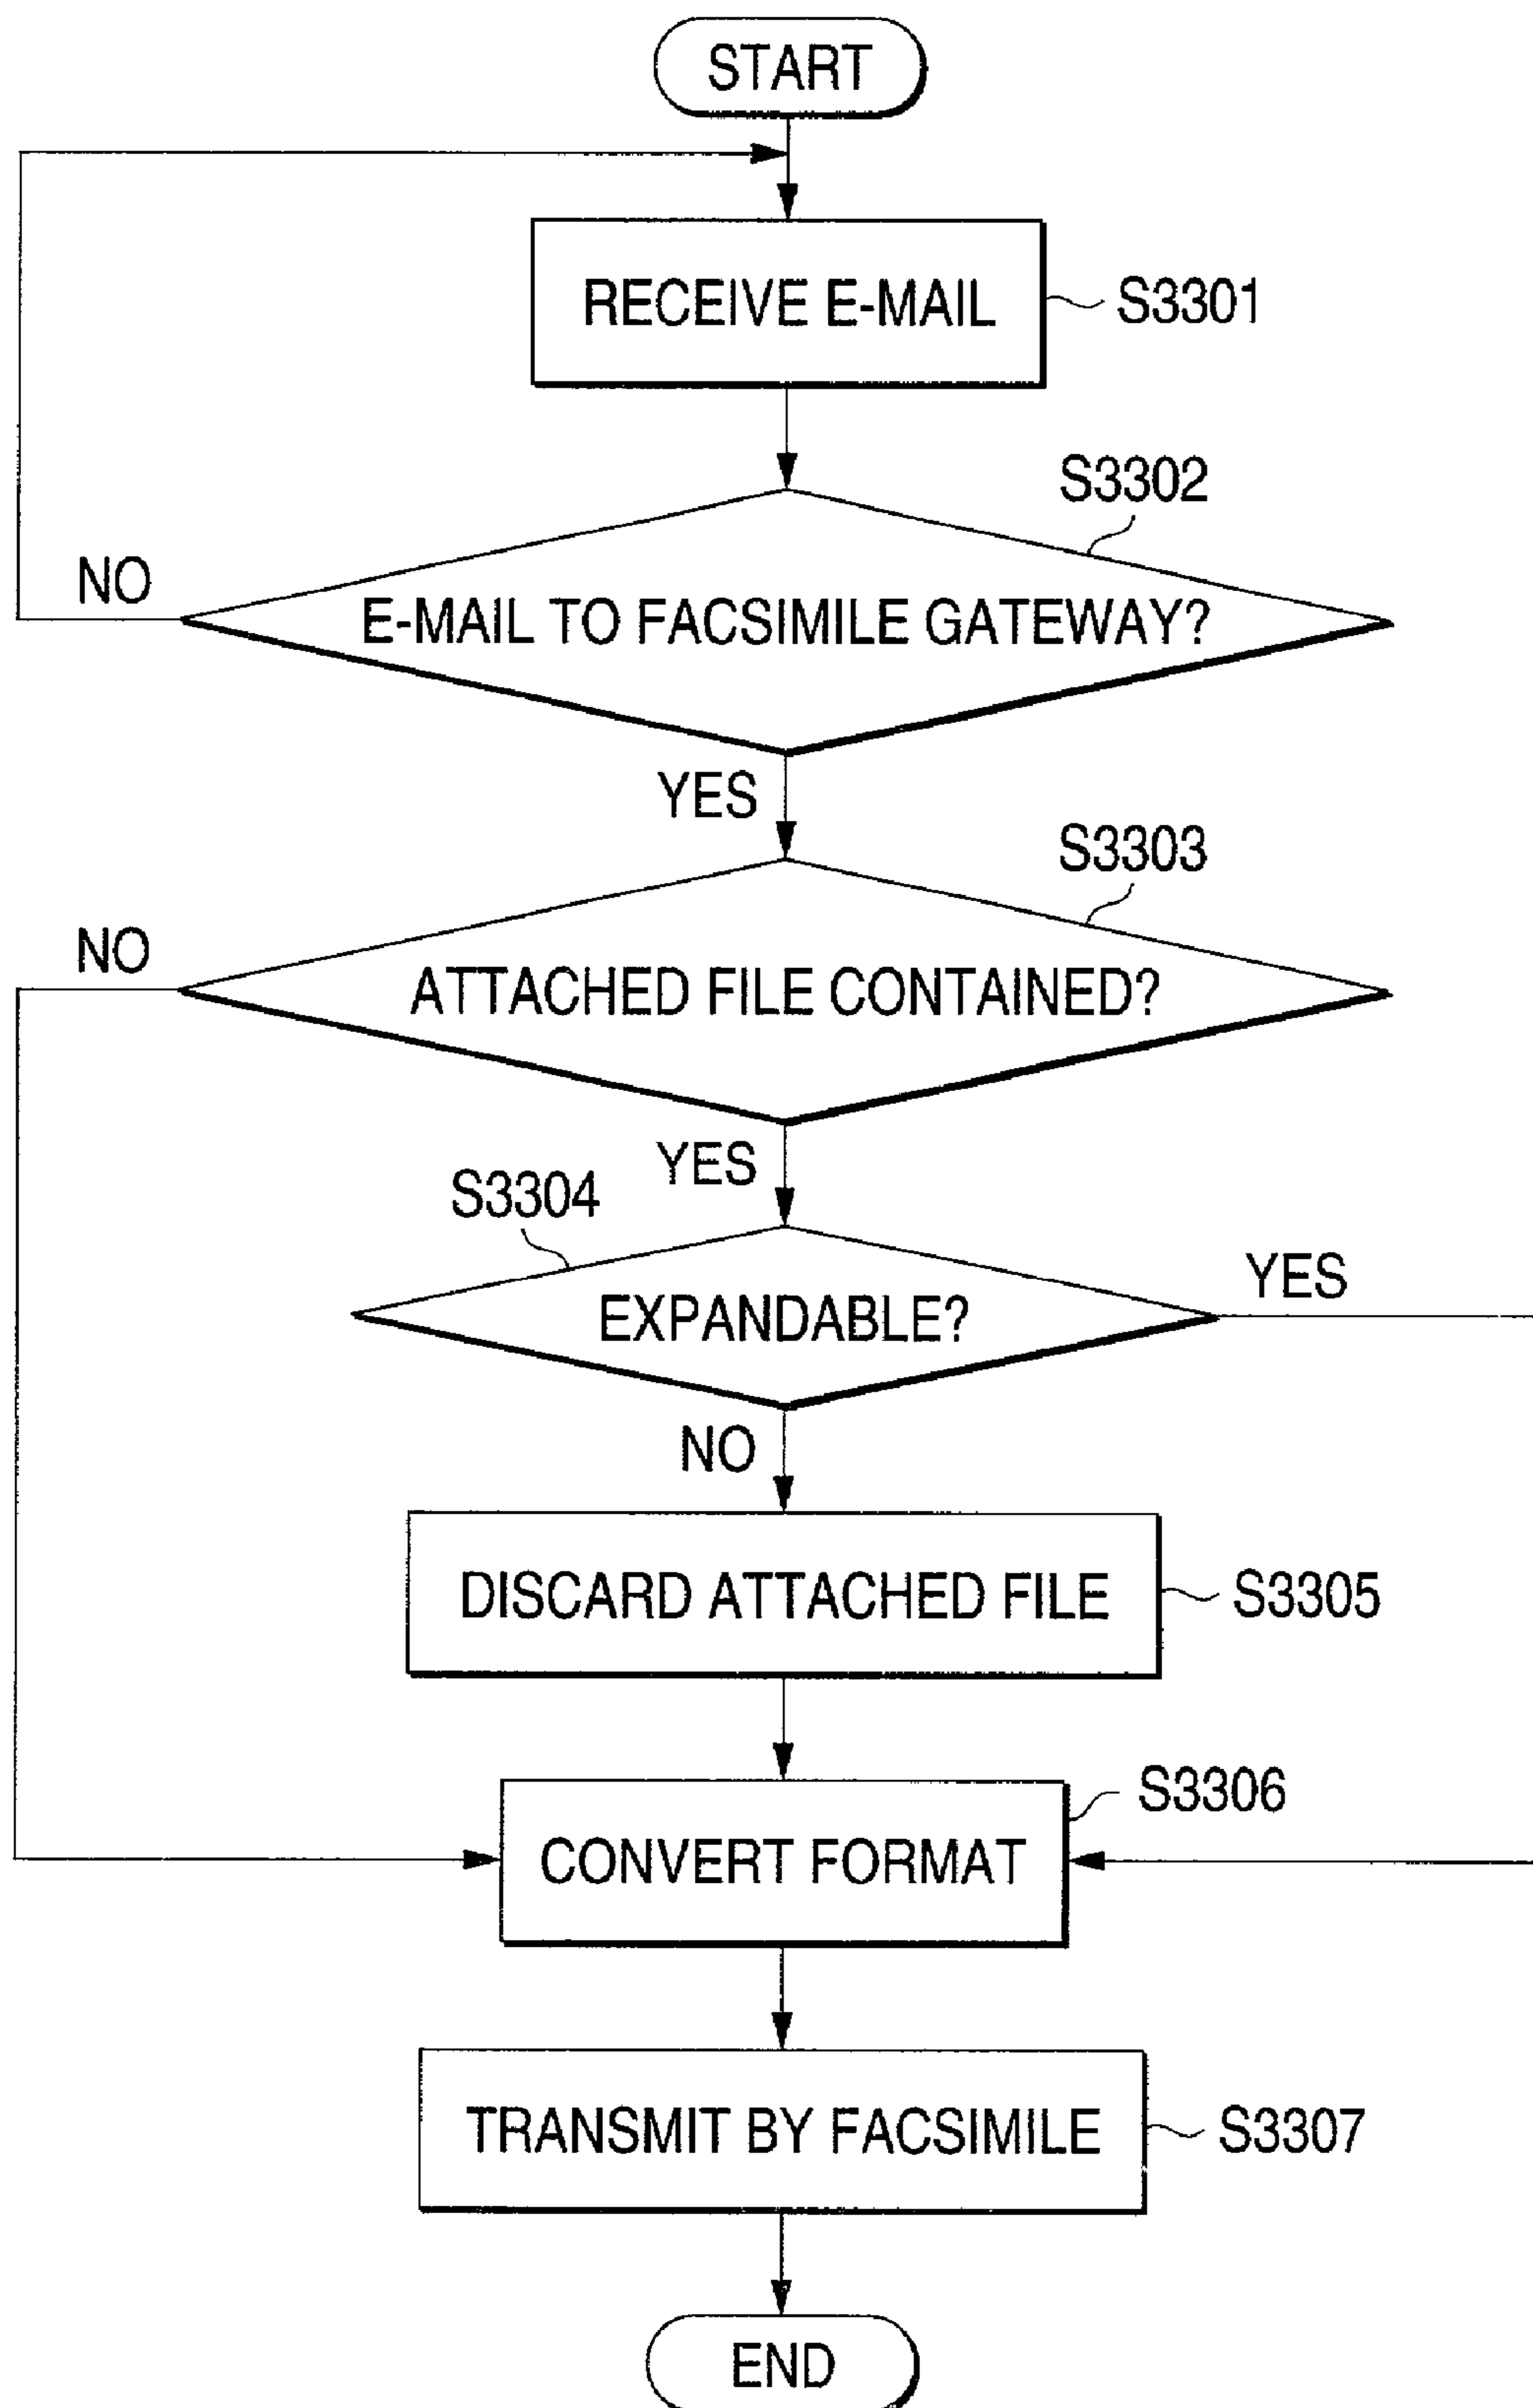 START
RECEIVE E-MAIL
S3301
S3302
NO
E-MAIL TO FACSIMILE GATEWAY?
YES
S3303
NO
ATTACHED FILE CONTAINED?
YES
S3304
YES
EXPANDABLE?
NO
DISCARD ATTACHED FILE
S3305
S3306
CONVERT FORMAT
TRANSMIT BY FACSIMILE
S3307
END